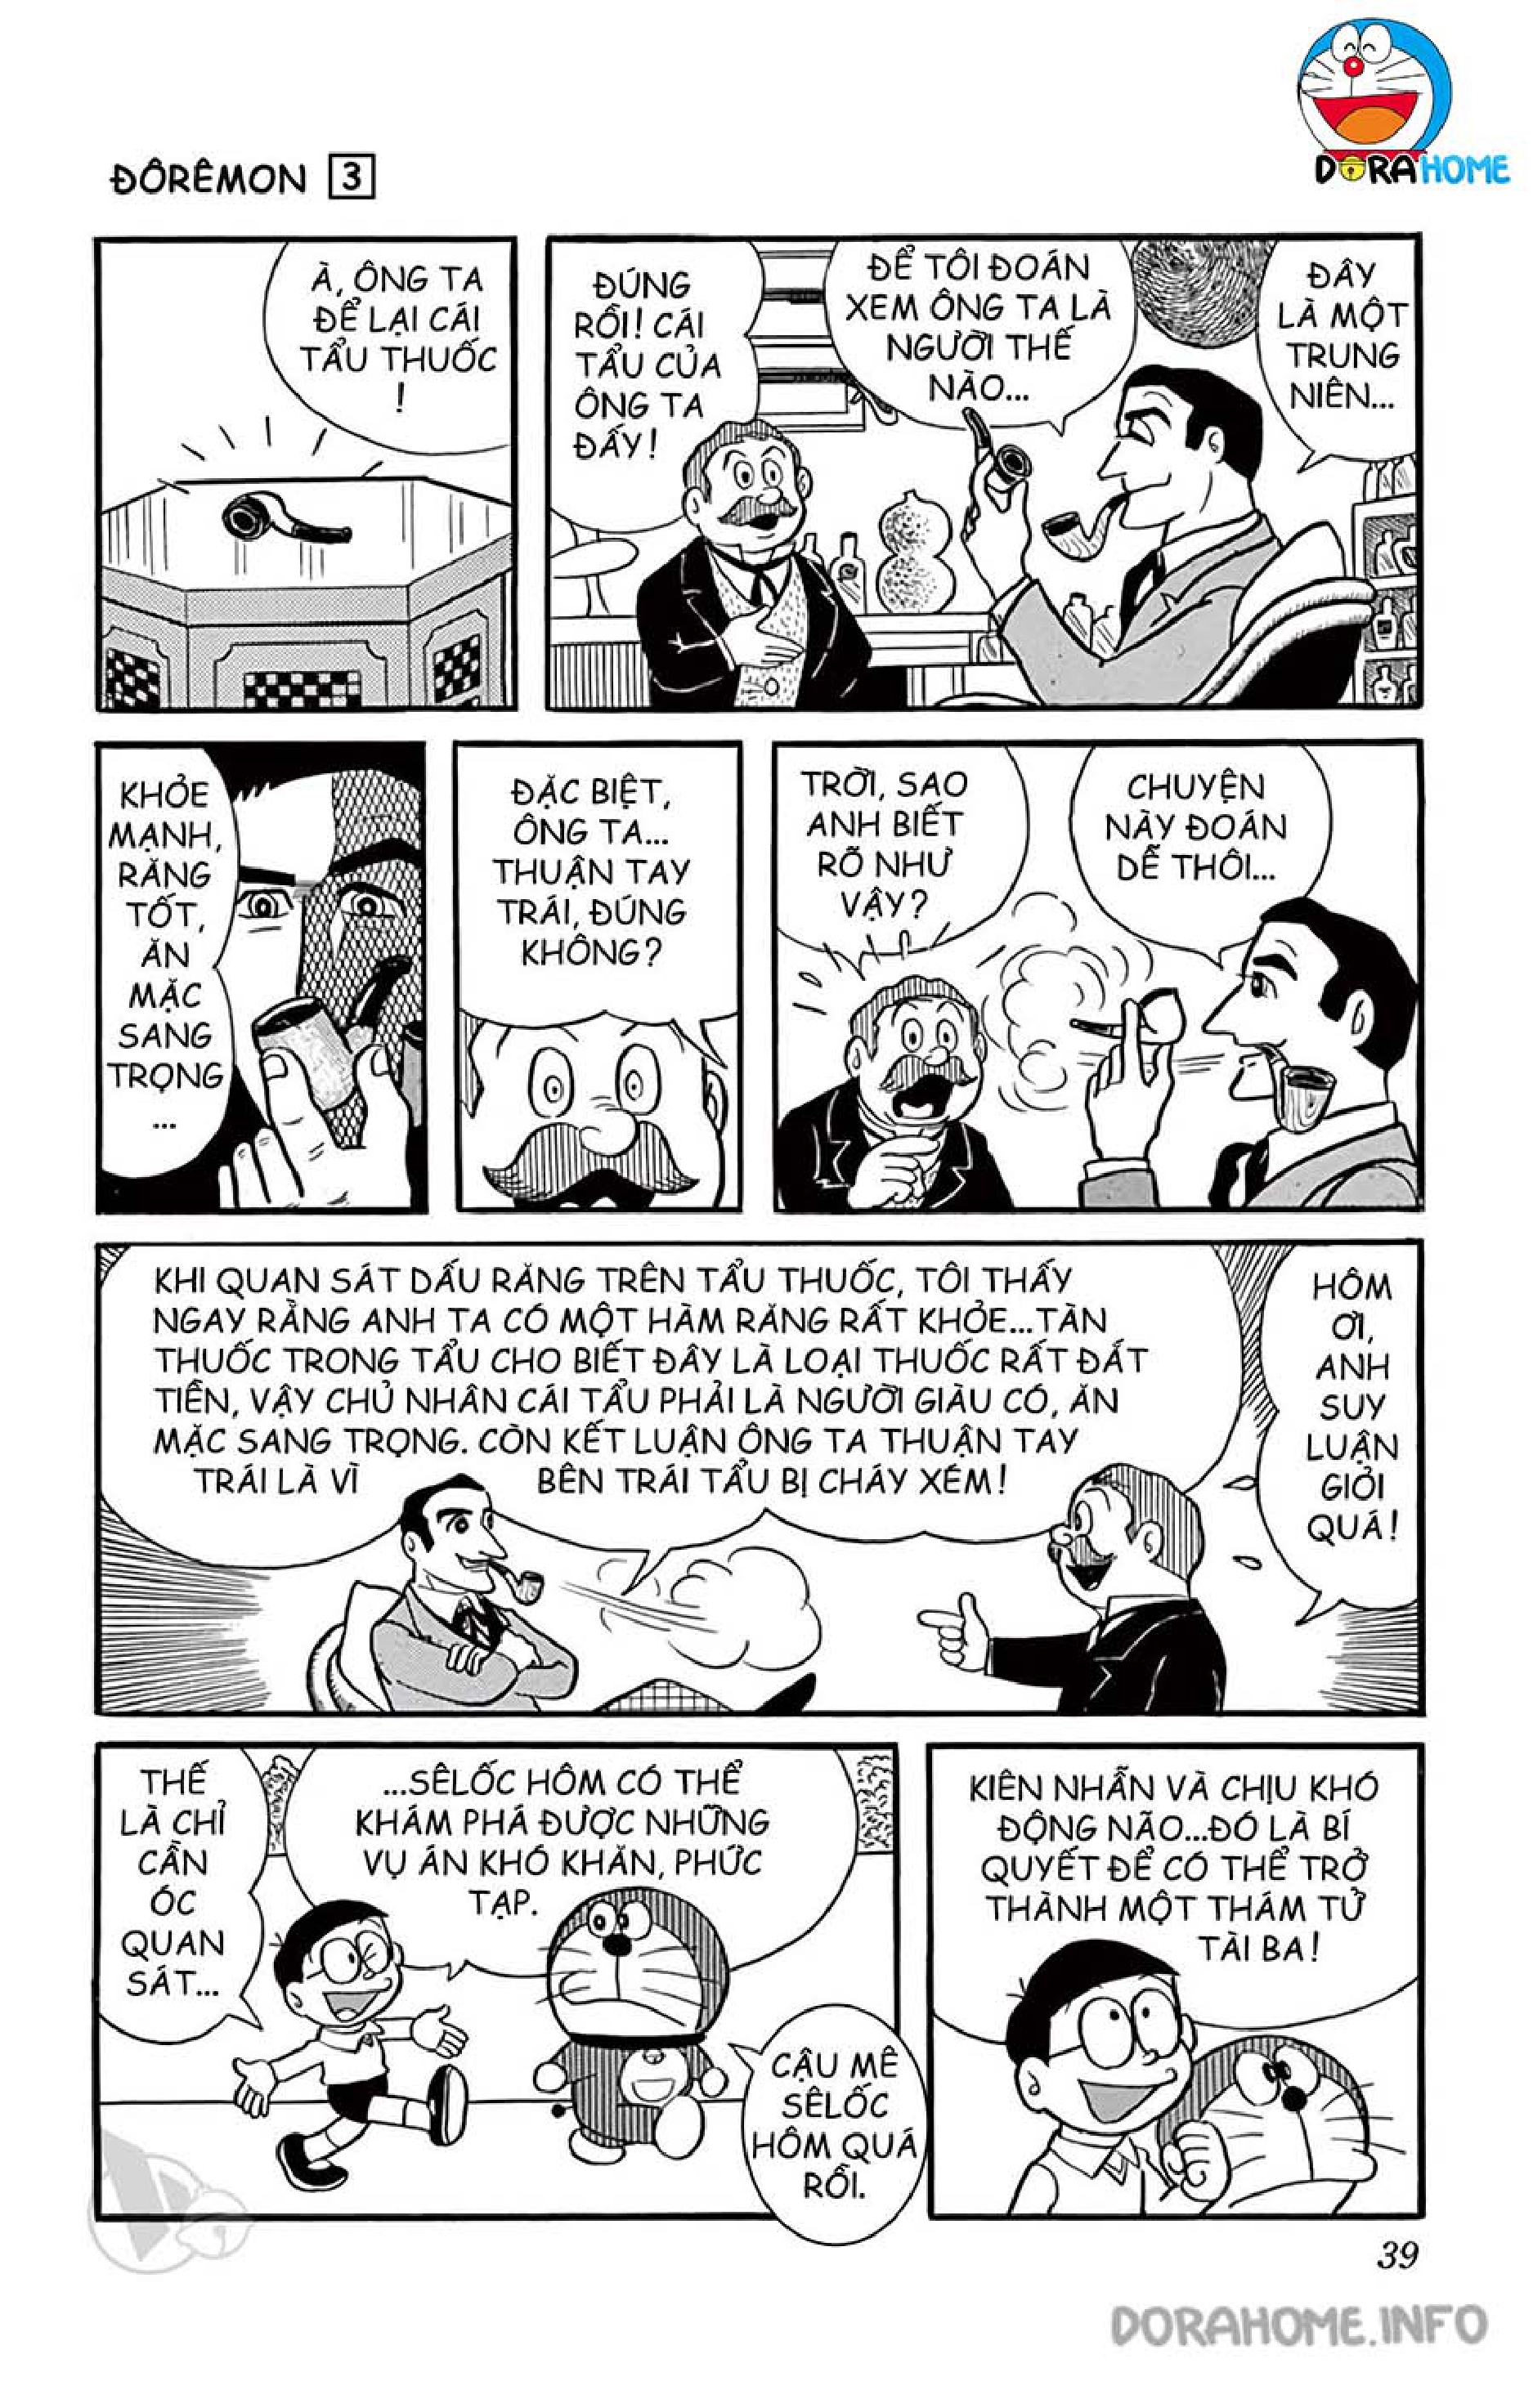 DORAHOME
ĐÔRÊMON 3
À, ÔNG TA
ĐỂ LẠI CÁI
TẨU THUỐC
!
ĐÚNG
RỒI! CÁI
TẨU CỦA
ÔNG TA
ĐẤY!
ĐỂ TÔI ĐOÁN
XEM ÔNG TA LÀ
NGƯỜI THẾ
NÀO...
ĐÂY
LÀ MỘT
TRUNG
NIÊN...
KHỎE
MẠNH,
RĂNG
TỐT,
ĂN
MẶC
SANG
TRỌNG
...
ĐẶC BIỆT,
ÔNG TA...
THUẬN TAY
TRÁI, ĐÚNG
KHÔNG?
TRỜI, SAO
ANH BIẾT
RÕ NHƯ
VẬY?
CHUYỆN
NÀY ĐOÁN
DỄ THÔI...
KHI QUAN SÁT DẤU RĂNG TRÊN TẨU THUỐC, TÔI THẤY
NGAY RẰNG ANH TA CÓ MỘT HÀM RĂNG RẤT KHỎE...TÀN
THUỐC TRONG TẨU CHO BIẾT ĐÂY LÀ LOẠI THUỐC RẤT ĐẮT
TIỀN, VẬY CHỦ NHÂN CÁI TẨU PHẢI LÀ NGƯỜI GIÀU CÓ, ĂN
MẶC SANG TRỌNG. CÒN KẾT LUẬN ÔNG TA THUẬN TAY
TRÁI LÀ VÌ BÊN TRÁI TẨU BỊ CHÁY XÉM!
HÔM
ƠI,
ANH
SUY
LUẬN
GIỎI
QUÁ!
THẾ
LÀ CHỈ
CẦN
ÓC
QUAN
SÁT...
...SÊLỐC HÔM CÓ THỂ
KHÁM PHÁ ĐƯỢC NHỮNG
VỤ ÁN KHÓ KHĂN, PHỨC
TẠP.
CẬU MÊ
SÊLỐC
HÔM QUÁ
RỒI.
KIÊN NHẪN VÀ CHỊU KHÓ
ĐỘNG NÃO...ĐÓ LÀ BÍ
QUYẾT ĐỂ CÓ THỂ TRỞ
THÀNH MỘT THÁM TỬ
TÀI BA!
39
DORAHOME.INFO